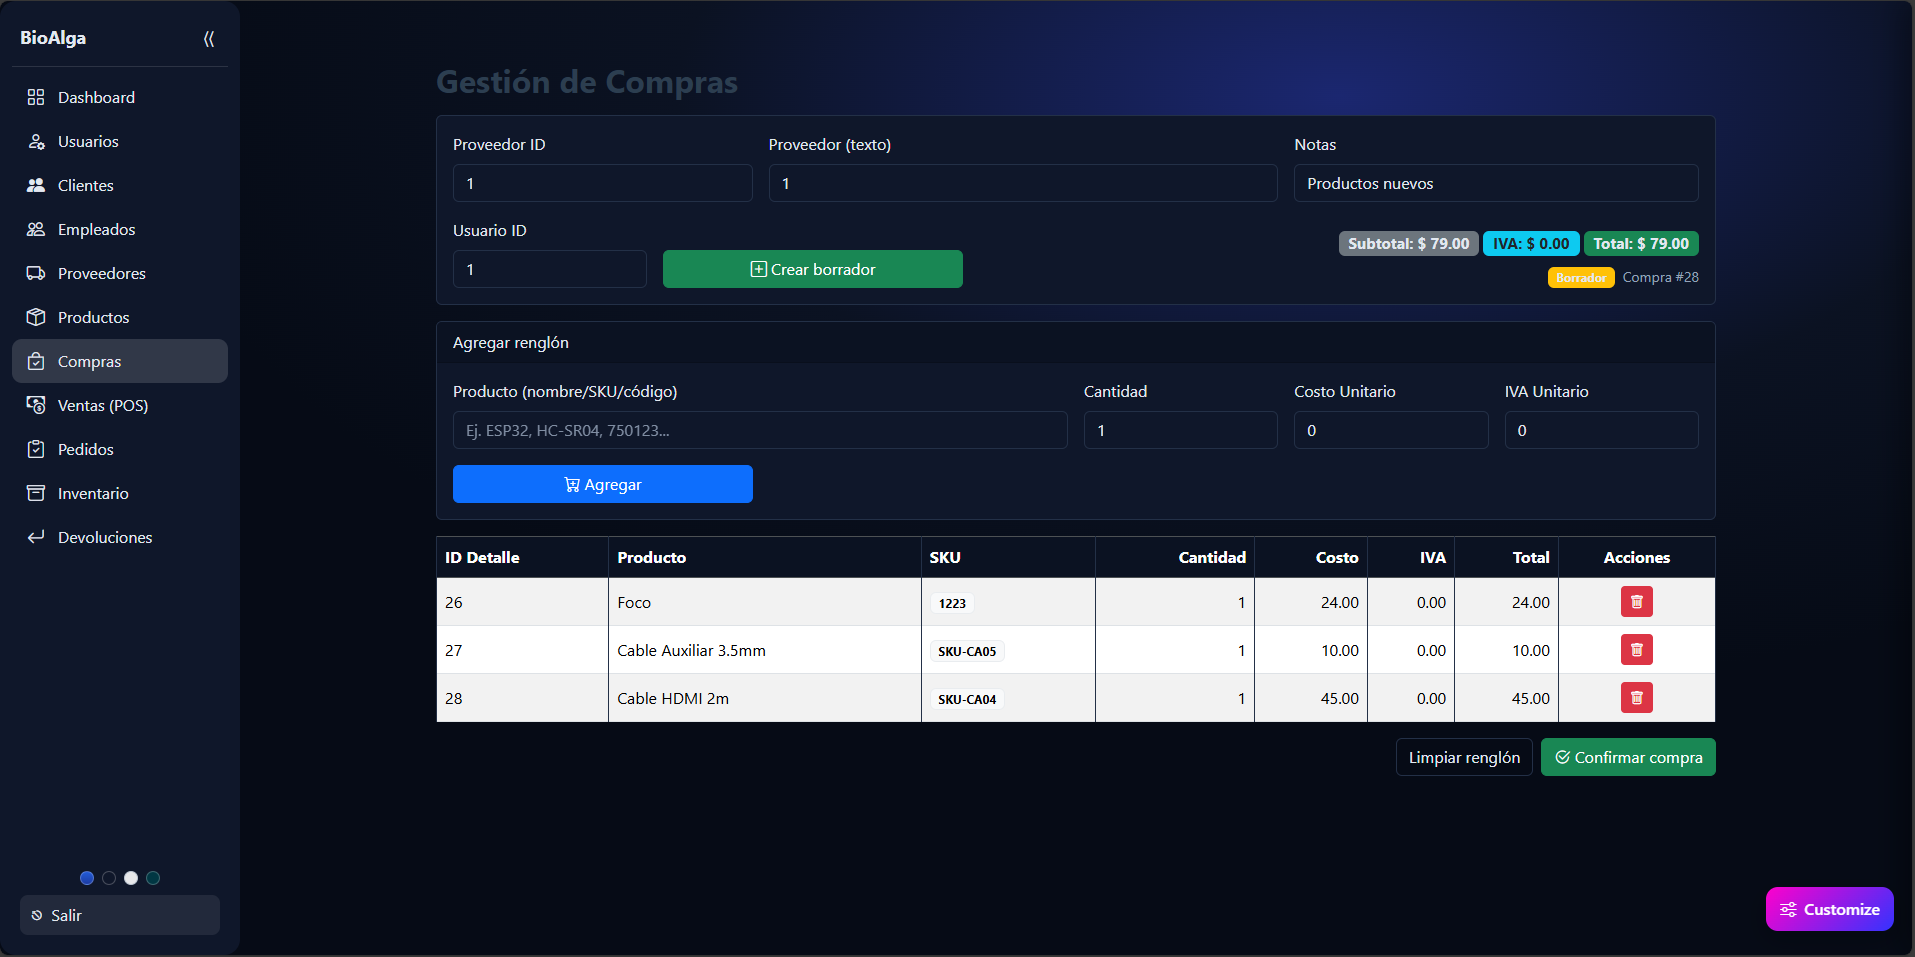 BioAlga
Dashboard
Usuarios
Clientes
Empleados
Proveedores
Productos
Compras
Ventas (POS)
Pedidos
Inventario
Devoluciones
Salir
Gestión de Compras
Proveedor ID
Proveedor (texto)
Notas
1
1
Productos nuevos
Usuario ID
1
Crear borrador
Subtotal: $ 79.00 IVA: $ 0.00 Total: $ 79.00
Borrador Compra #28
Agregar renglón
Producto (nombre/SKU/código) Cantidad Costo Unitario IVA Unitario
Ej. ESP32, HC-SR04, 750123... 1 0 0
Agregar
ID Detalle Producto SKU Cantidad Costo IVA Total Acciones
26 Foco 1223 1 24.00 0.00 24.00
27 Cable Auxiliar 3.5mm SKU-CA05 1 10.00 0.00 10.00
28 Cable HDMI 2m SKU-CA04 1 45.00 0.00 45.00
Limpiar renglón Confirmar compra
Customize